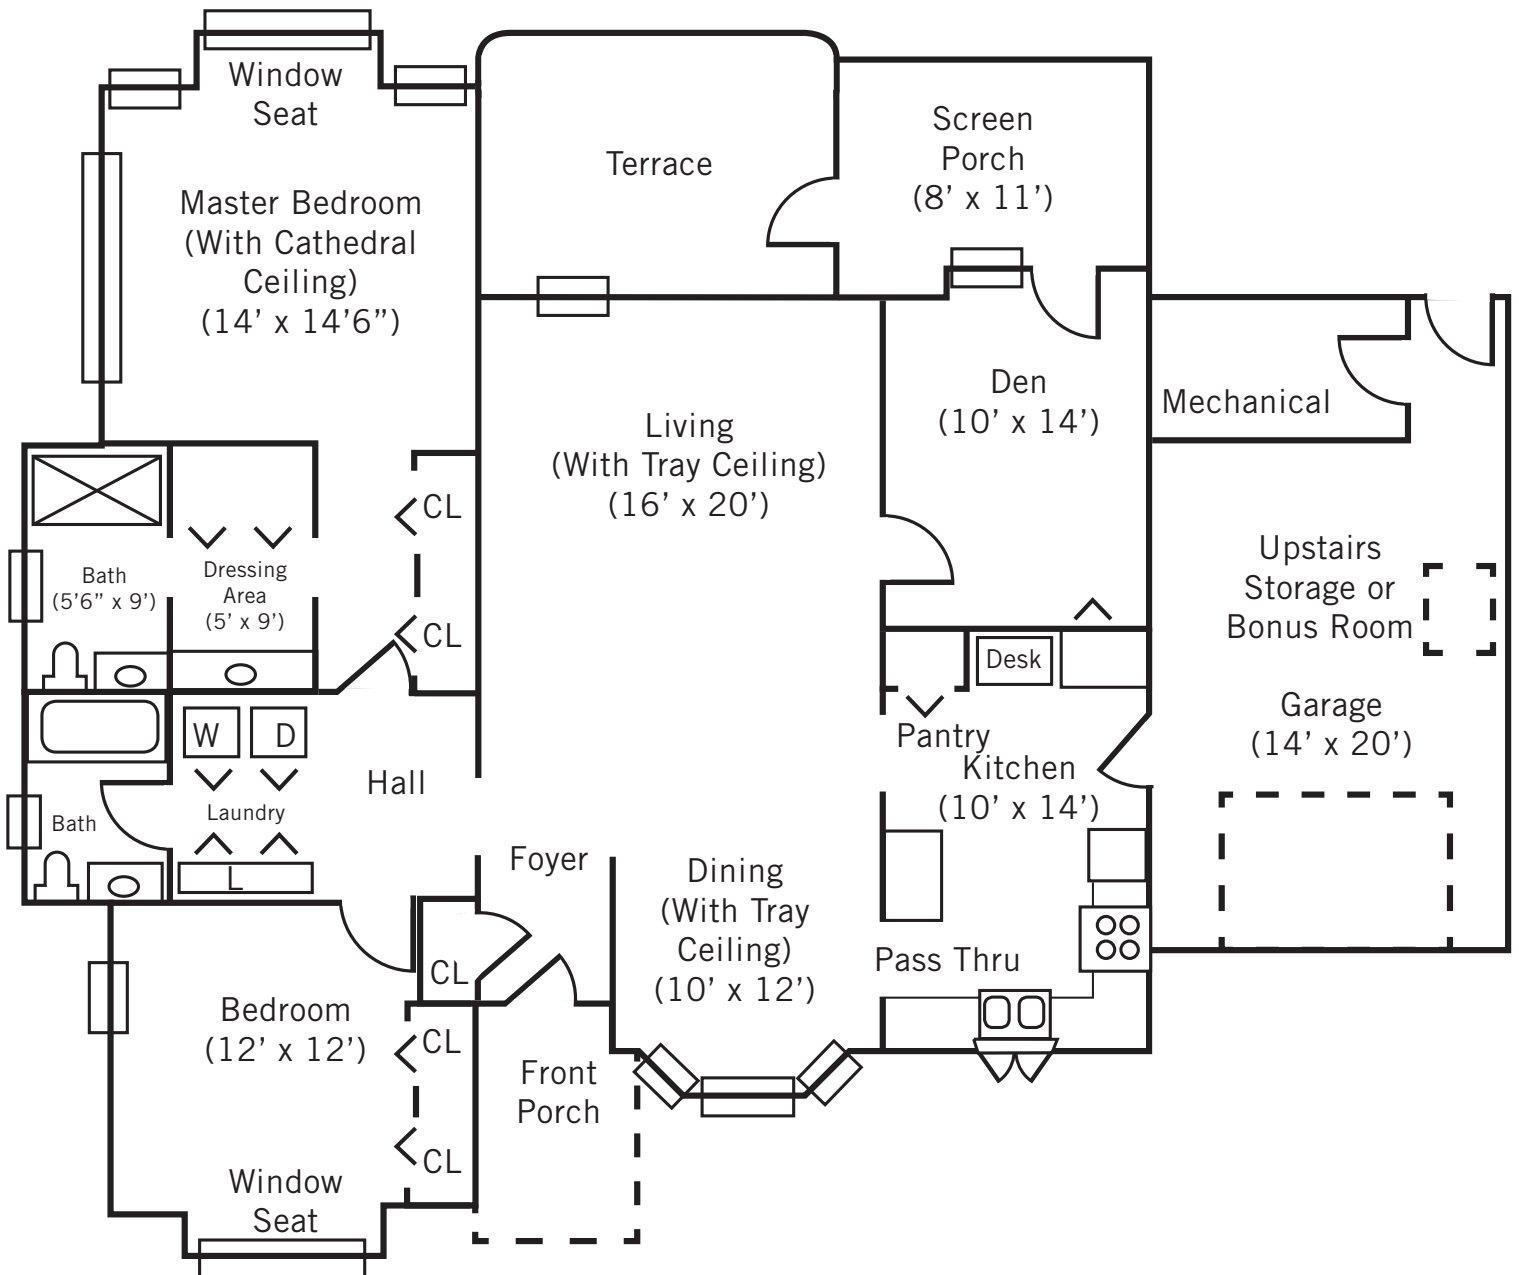 Window
Seat
Terrace
Screen
Porch
(8’ x 11’)
Master Bedroom
(With Cathedral
Ceiling)
(14’ x 14’6”)
Den
(10’ x 14’)
Mechanical
Living
(With Tray Ceiling)
(16’ x 20’)
CL
CL
Bath
(5’6” x 9’)
Dressing
Area
(5’ x 9’)
Upstairs
Storage or
Bonus Room
Desk
Garage
(14’ x 20’)
W
D
Pantry
Kitchen
(10’ x 14’)
Hall
Laundry
Bath
L
Foyer
Dining
(With Tray
Ceiling)
(10’ x 12’)
Pass Thru
CL
Bedroom
(12’ x 12’)
CL
CL
Front
Porch
Window
Seat